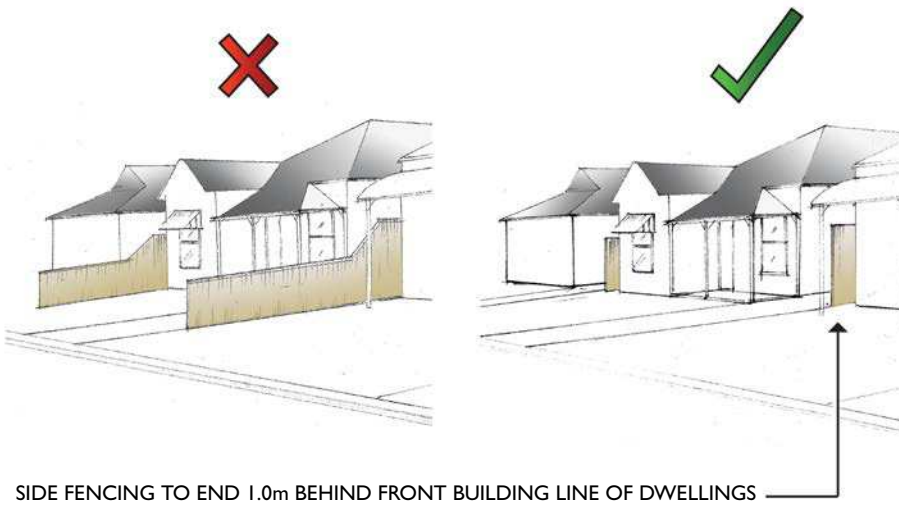 SIDE FENCING TO END 1.0m BEHIND FRONT BUILDING LINE OF DWELLINGS